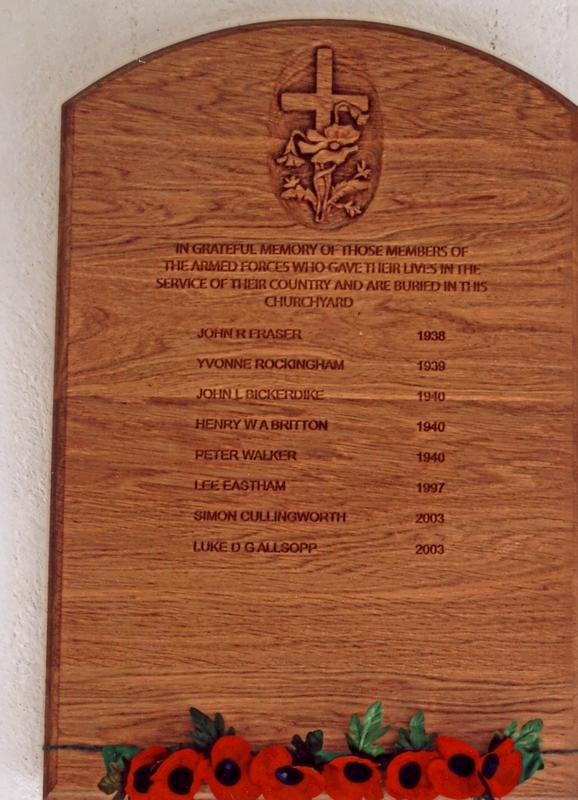 IN GRATEFUL MEMORY OF THOSE MEMBERS OF
THE ARMED FORCES WHO GAVE THEIR LIVES IN THE
SERVICE OF THEIR COUNTRY AND ARE BURIED IN THIS
CHURCHYARD
JOHN R FRASER 1938
YVONNE ROCKINGHAM 1939
JOHN L BICKERDIKE 1940
HENRY W A BRITTON 1940
PETER WALKER 1940
LEE EASTHAM 1997
SIMON CULLINGWORTH 2003
LUKE D G ALLSOPP 2003